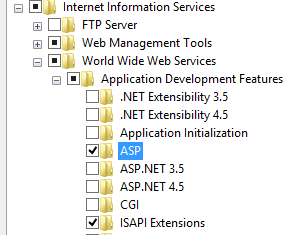 Internet Information Services
FTP Server
Web Management Tools
World Wide Web Services
Application Development Features
.NET Extensibility 3.5
.NET Extensibility 4.5
Application Initialization
ASP
ASP.NET 3.5
ASP.NET 4.5
CGI
ISAPI Extensions